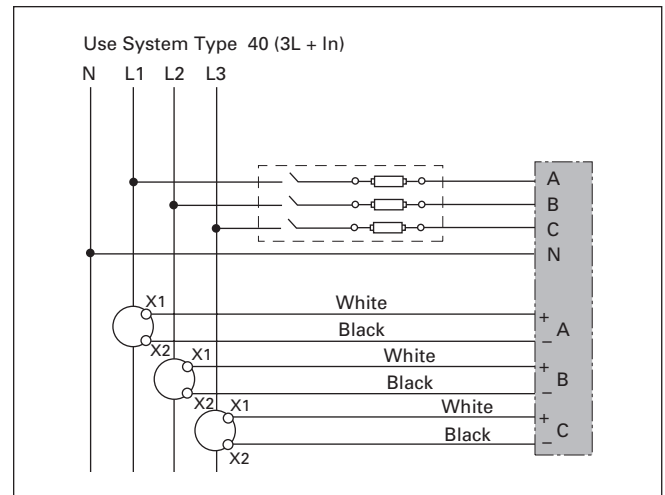 Use System Type 40 (3L + In)
N L1 L2 L3
A
B
C
N
X1 White +
A
X2 Black –
X1 White +
B
X2 Black –
X1 White +
C
X2 Black –